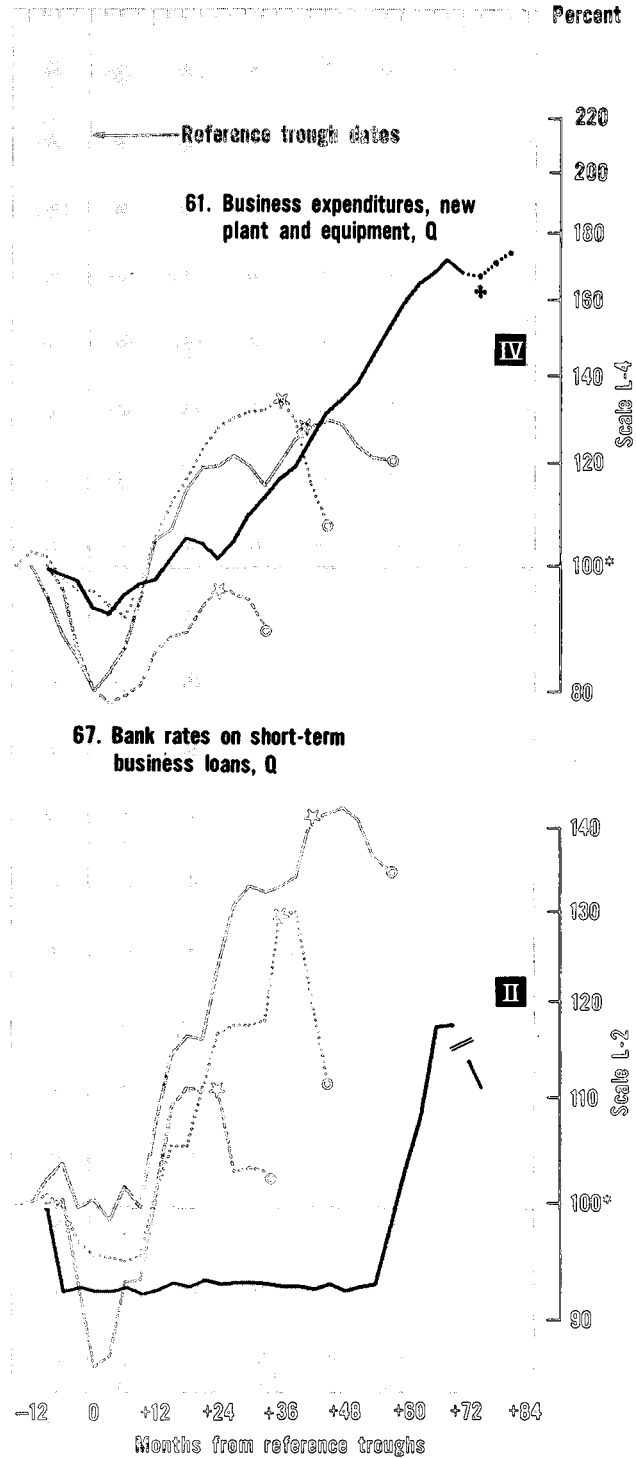 Percent
220
Reference trough dates
200
61. Business expenditures, new
plant and equipment, Q
180
160
IV
140
Scale L-4
120
100*
80
67. Bank rates on short-term
business loans, Q
140
130
II
120
Scale L-2
110
100*
90
-12 0 +12 +24 +36 +48 +60 +72 +84
Months from reference troughs